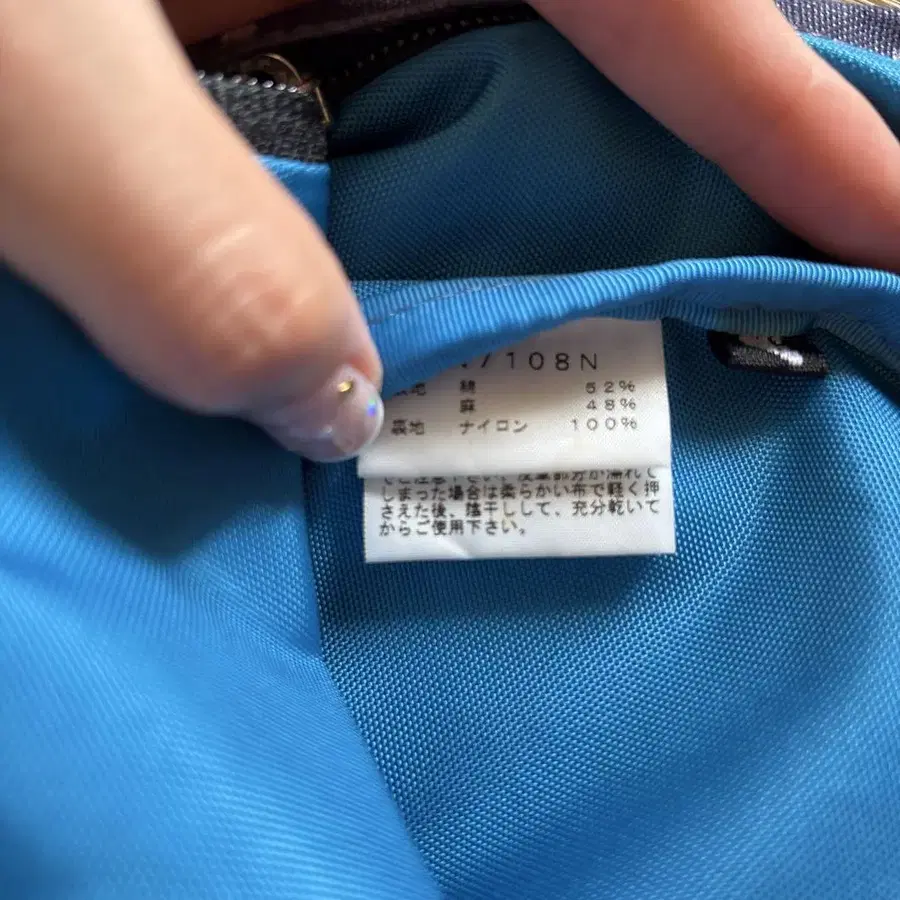 7108N
地 綿 52%
麻 48%
裏地 ナイロン 100%
しまった場合は柔らかい布で軽く押
さえた後、陰干しして、充分乾いて
からご使用下さい。